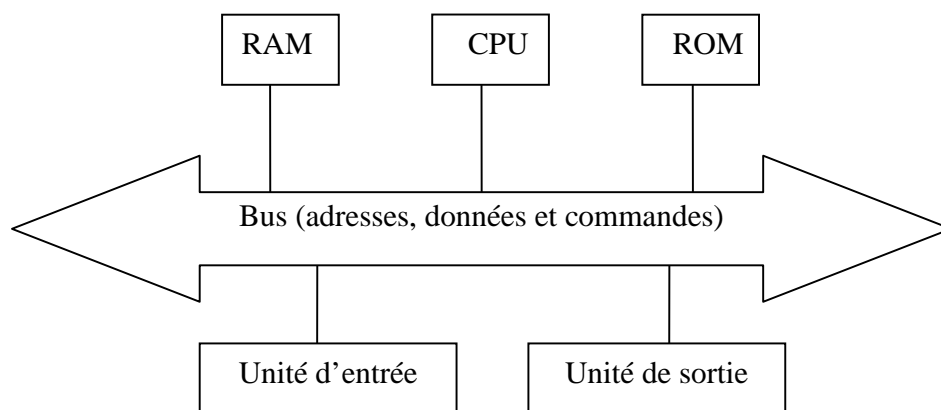 RAM
CPU
ROM
Bus (adresses, données et commandes)
Unité d’entrée
Unité de sortie